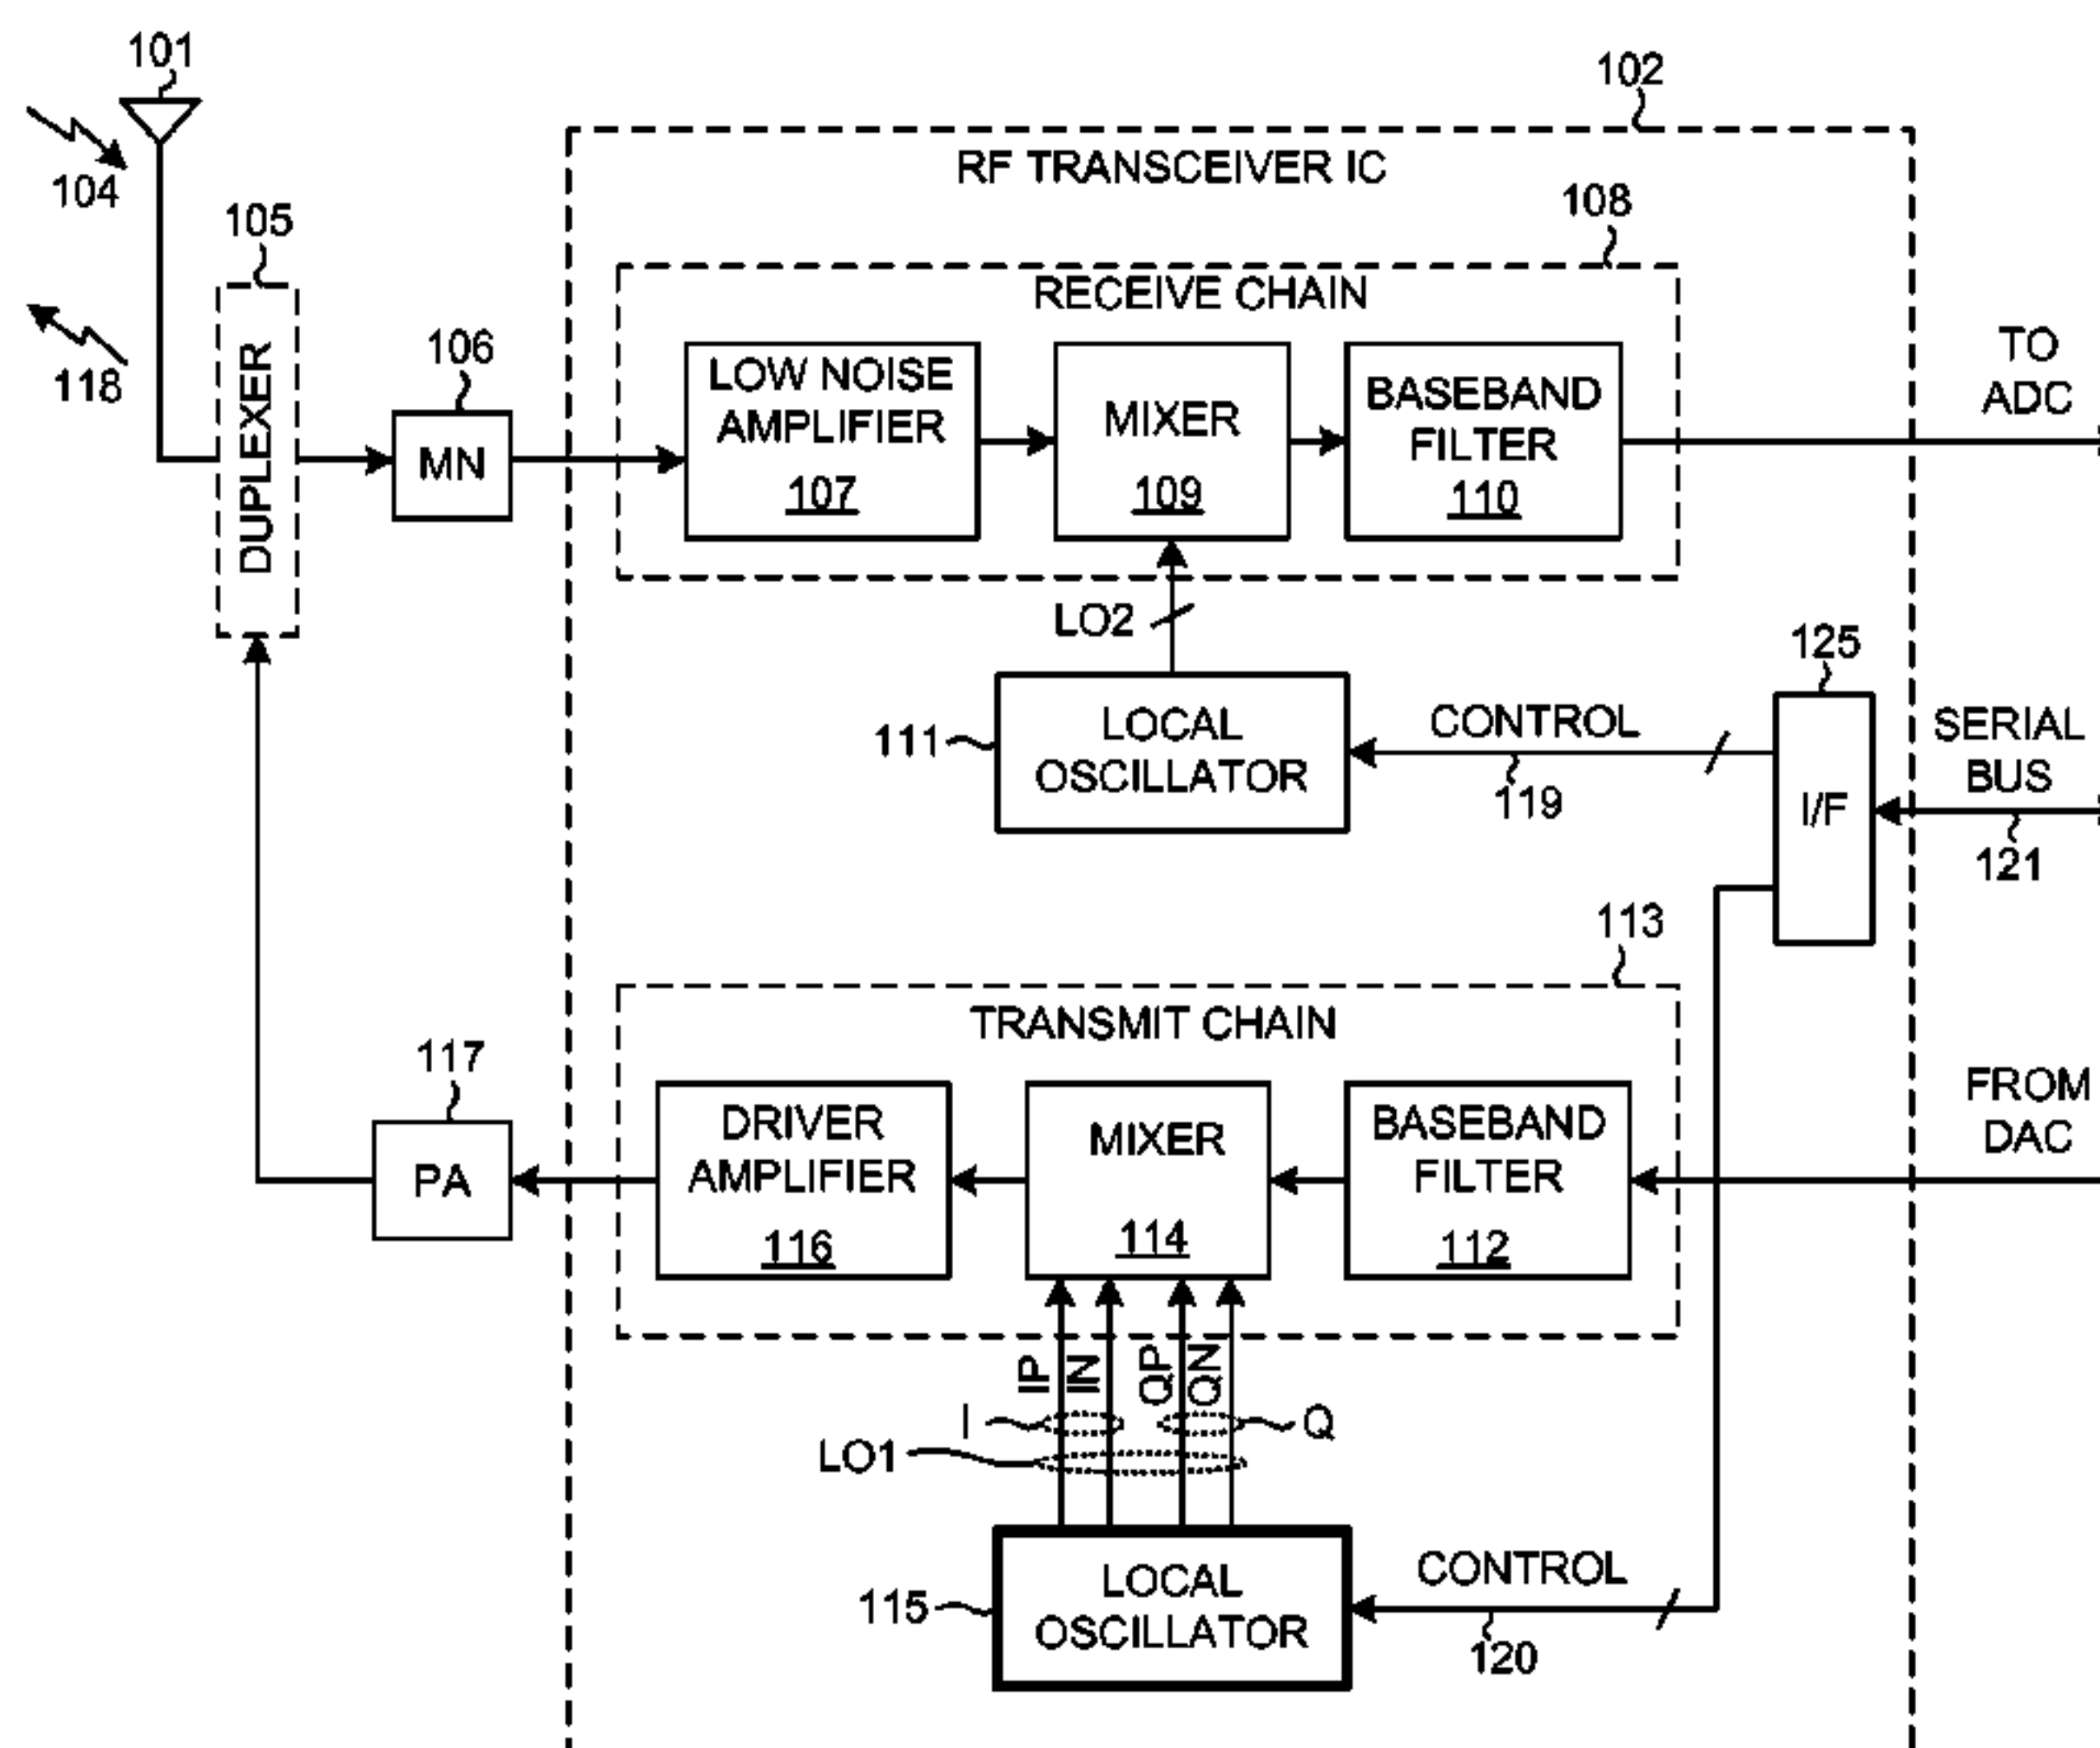 101
102
RF TRANSCEIVER IC
104
108
105
RECEIVE CHAIN
118
DUPLEXER
106
MN
LOW NOISE
AMPLIFIER
107
MIXER
109
BASEBAND
FILTER
110
TO
ADC
LO2
125
111
LOCAL
OSCILLATOR
CONTROL
119
I/F
SERIAL
BUS
121
113
TRANSMIT CHAIN
117
PA
DRIVER
AMPLIFIER
116
MIXER
114
BASEBAND
FILTER
112
FROM
DAC
IP
IN
QP
QN
I
Q
LO1
115
LOCAL
OSCILLATOR
CONTROL
120